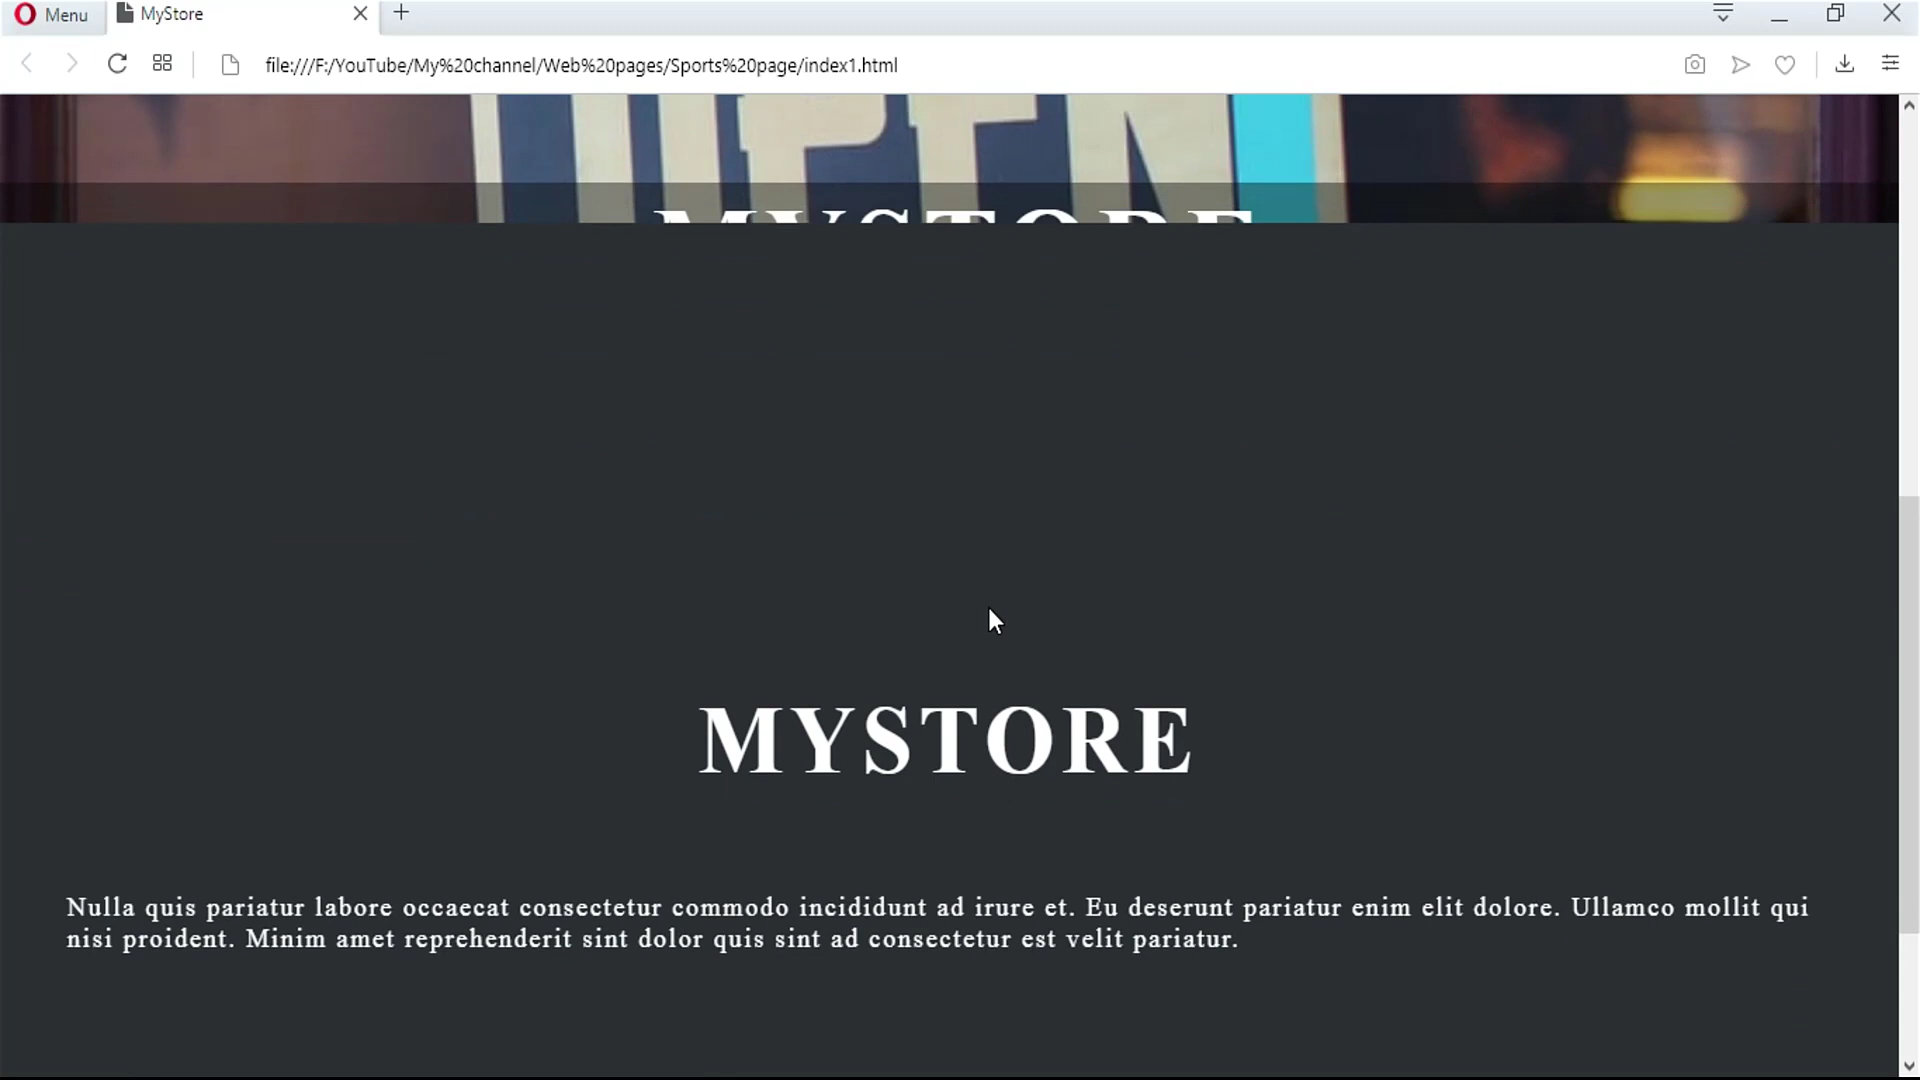 Menu
MyStore
file:///F:/YouTube/My%20channel/Web%20pages/Sports%20page/index1.html
OPEN
MYSTORE
MYSTORE
Nulla quis pariatur labore occaecat consectetur commodo incididunt ad irure et. Eu deserunt pariatur enim elit dolore. Ullamco mollit qui
nisi proident. Minim amet reprehenderit sint dolor quis sint ad consectetur est velit pariatur.